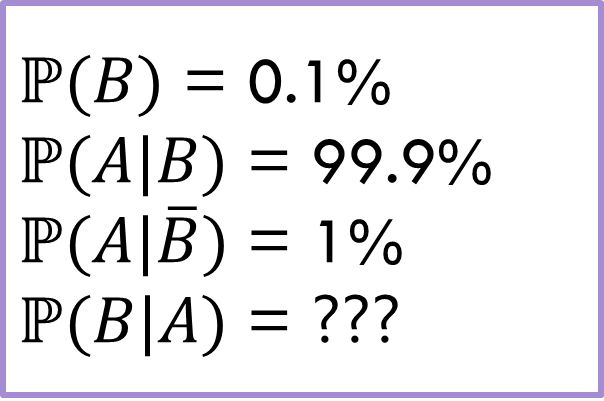 ℙ(B) = 0.1%
ℙ(A|B) = 99.9%
ℙ(A|B̅) = 1%
ℙ(B|A) = ???